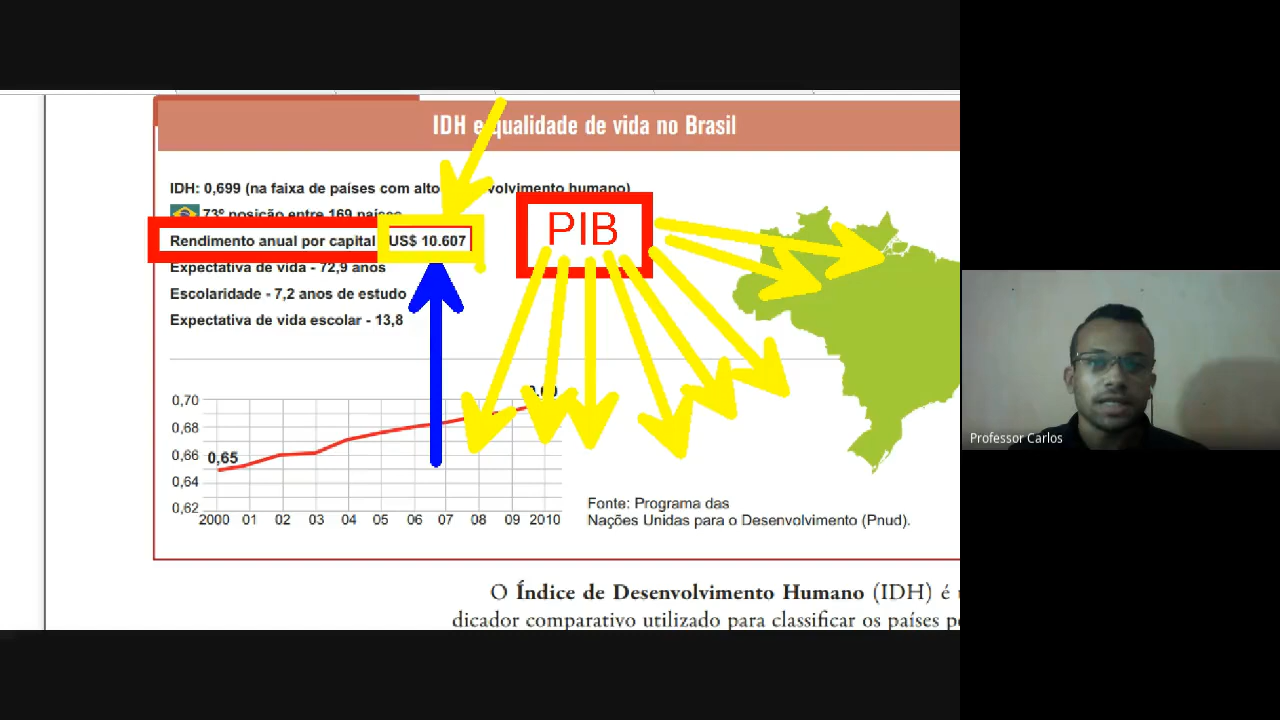 IDH e qualidade de vida no Brasil
IDH: 0,699 (na faixa de países com alto desenvolvimento humano)
73ª posição entre 169 países
Rendimento anual por capital US$ 10.607
PIB
Expectativa de vida - 72,9 anos
Escolaridade - 7,2 anos de estudo
Expectativa de vida escolar - 13,8
0,70
0,68
0,66
0,64
0,62
0,65
2000 01 02 03 04 05 06 07 08 09 2010
Fonte: Programa das
Nações Unidas para o Desenvolvimento (Pnud).
O Índice de Desenvolvimento Humano (IDH) é
dicador comparativo utilizado para classificar os países
Professor Carlos